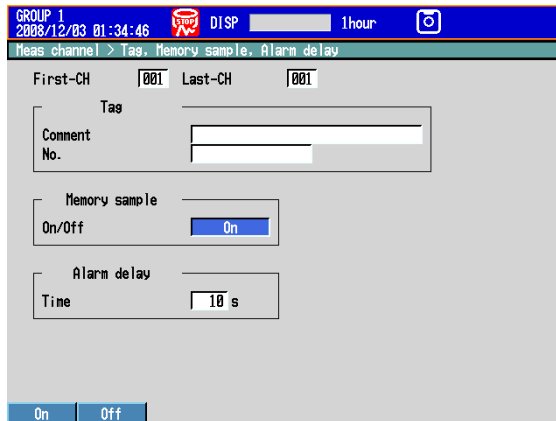 GROUP 1
2008/12/03 01:34:46 STOP DISP 1hour
Meas channel > Tag, Memory sample, Alarm delay
First-CH 001 Last-CH 001
Tag
Comment
No.
Memory sample
On/Off On
Alarm delay
Time 10 s
On Off